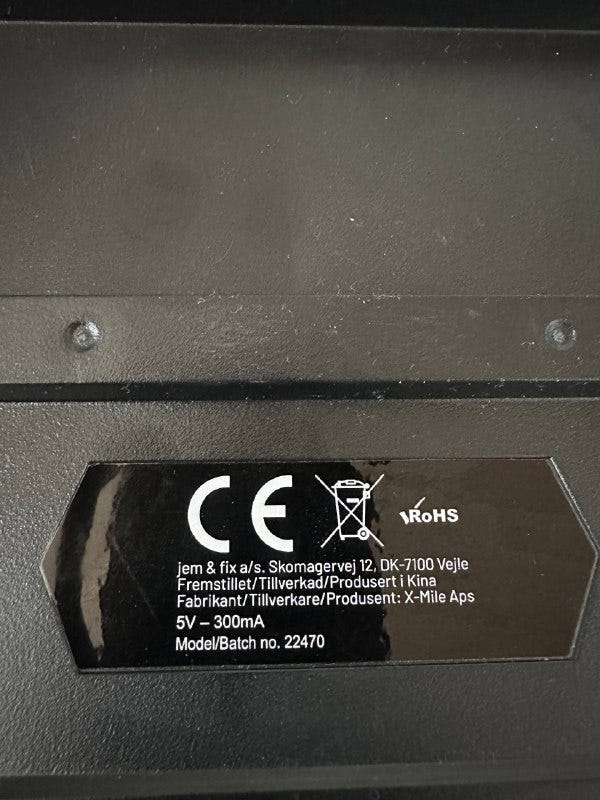 CE
RoHS
jem & fix a/s. Skomagervej 12, DK-7100 Vejle
Fremstillet/Tillverkad/Produsert i Kina
Fabrikant/Tillverkare/Produsent: X-Mile Aps
5V – 300mA
Model/Batch no. 22470